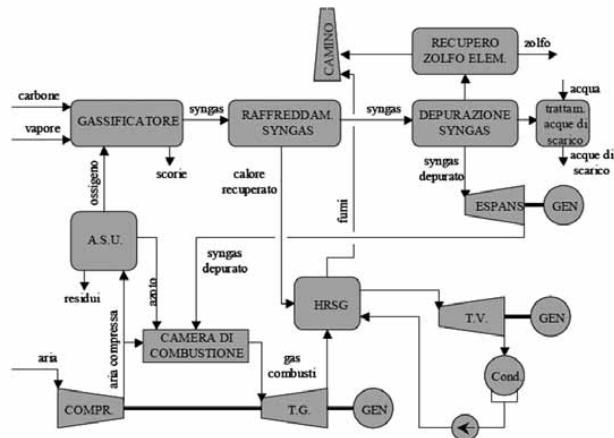 CAMINO
RECUPERO
ZOLFO ELEM.
zolfo
carbone
vapore
GASSIFICATORE
syngas
RAFFREDDAM.
SYNGAS
syngas
DEPURAZIONE
SYNGAS
acqua
trattam.
acque di
scarico
acque di
scarico
ossigeno
scorie
calore
recuperato
fumi
syngas
depurato
ESPANS
GEN
A.S.U.
residui
azoto
syngas
depurato
HRSG
T.V.
GEN
aria compressa
CAMERA DI
COMBUSTIONE
gas
combusti
aria
COMPR.
T.G.
GEN
Cond.